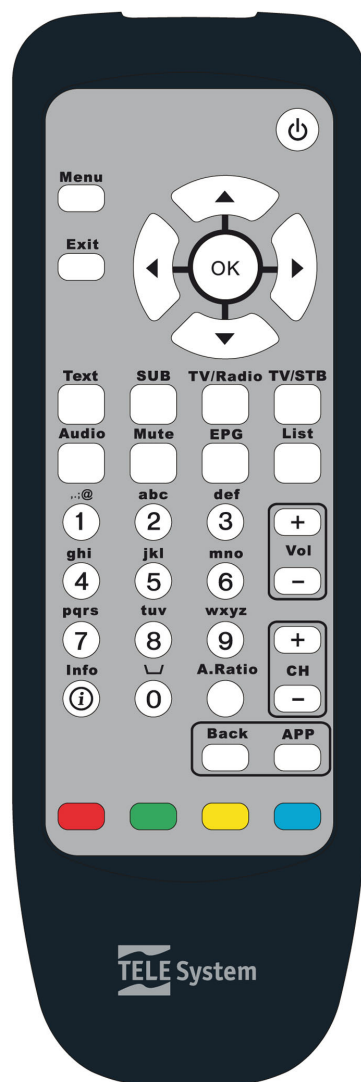 Menu
OK
Exit
Text SUB TV/Radio TV/STB
Audio Mute EPG List
,.;@ abc def
1 2 3 +
ghi jkl mno Vol
4 5 6 −
pqrs tuv wxyz
7 8 9 +
Info A.Ratio CH
i 0 −
Back APP
TELE System